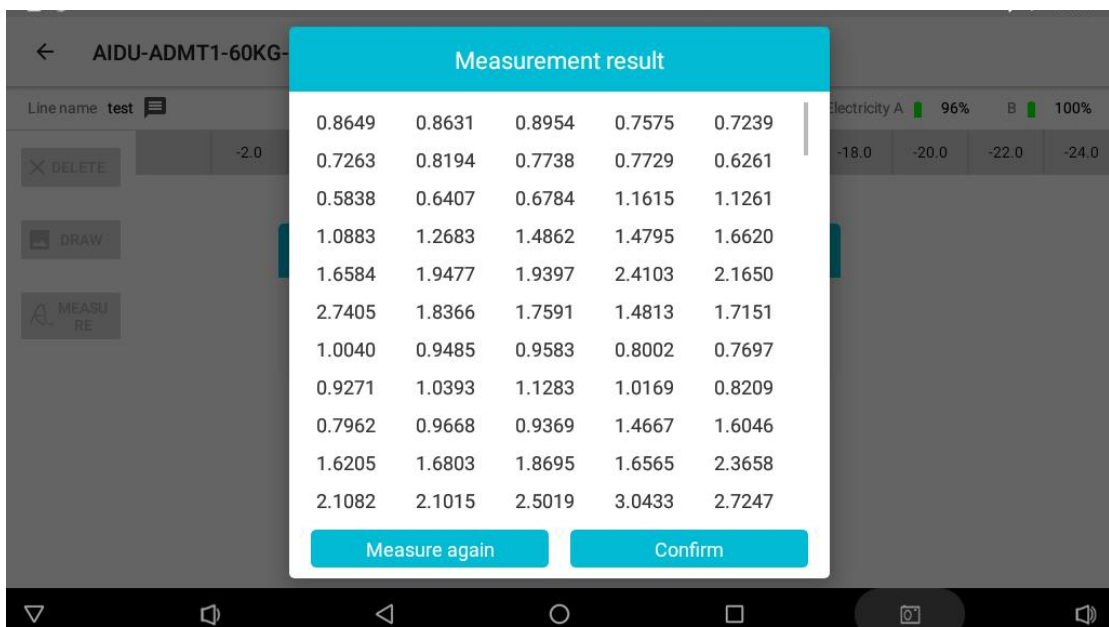 ← AIDU-ADMT1-60KG-
Measurement result
Line name test
Electricity A 96% B 100%
DELETE -2.0 -18.0 -20.0 -22.0 -24.0
DRAW
MEASU
RE
0.8649 0.8631 0.8954 0.7575 0.7239
0.7263 0.8194 0.7738 0.7729 0.6261
0.5838 0.6407 0.6784 1.1615 1.1261
1.0883 1.2683 1.4862 1.4795 1.6620
1.6584 1.9477 1.9397 2.4103 2.1650
2.7405 1.8366 1.7591 1.4813 1.7151
1.0040 0.9485 0.9583 0.8002 0.7697
0.9271 1.0393 1.1283 1.0169 0.8209
0.7962 0.9668 0.9369 1.4667 1.6046
1.6205 1.6803 1.8695 1.6565 2.3658
2.1082 2.1015 2.5019 3.0433 2.7247
Measure again Confirm